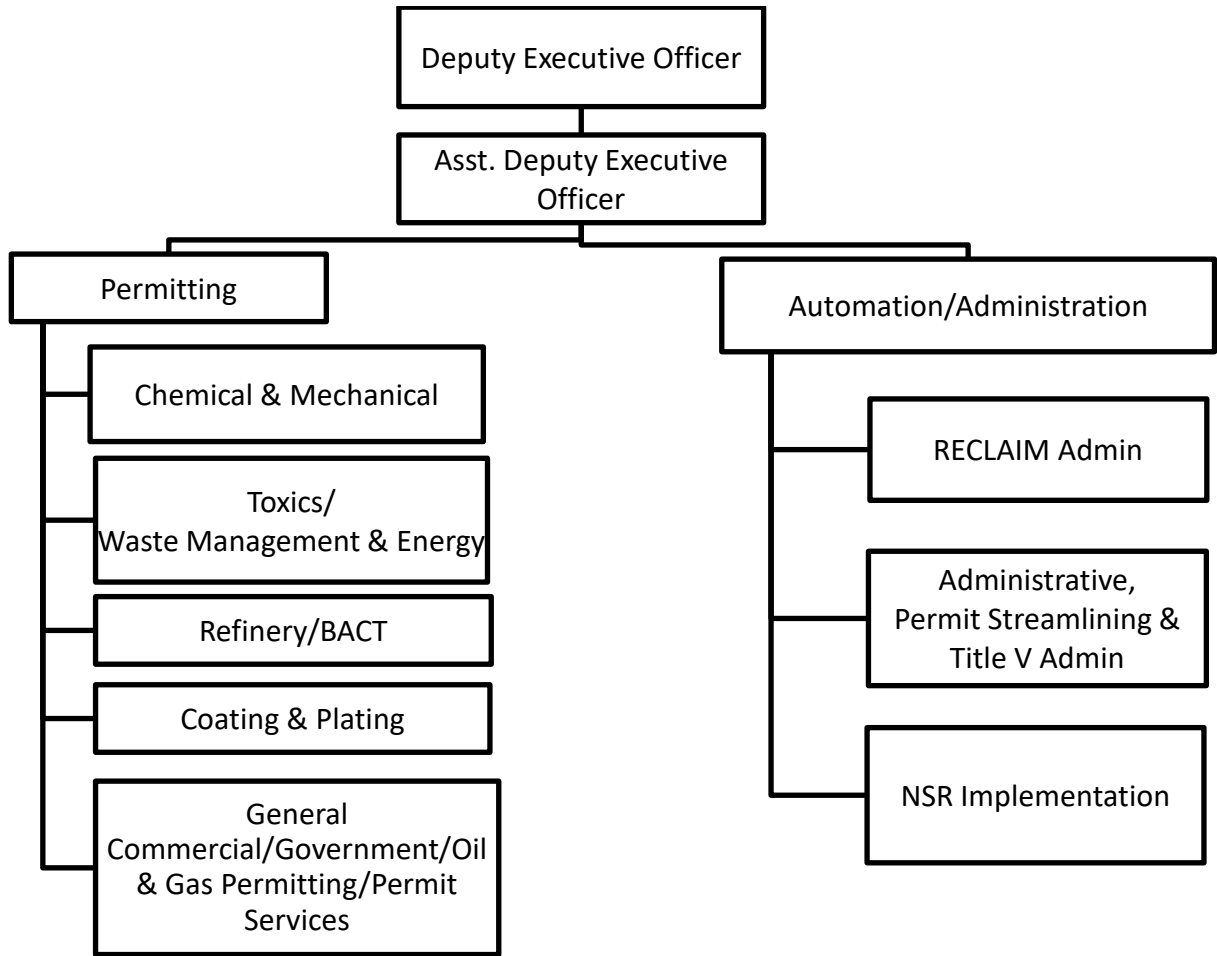 Deputy Executive Officer
Asst. Deputy Executive
Officer
Permitting
Chemical & Mechanical
Toxics/
Waste Management & Energy
Refinery/BACT
Coating & Plating
General
Commercial/Government/Oil
& Gas Permitting/Permit
Services
Automation/Administration
RECLAIM Admin
Administrative,
Permit Streamlining &
Title V Admin
NSR Implementation